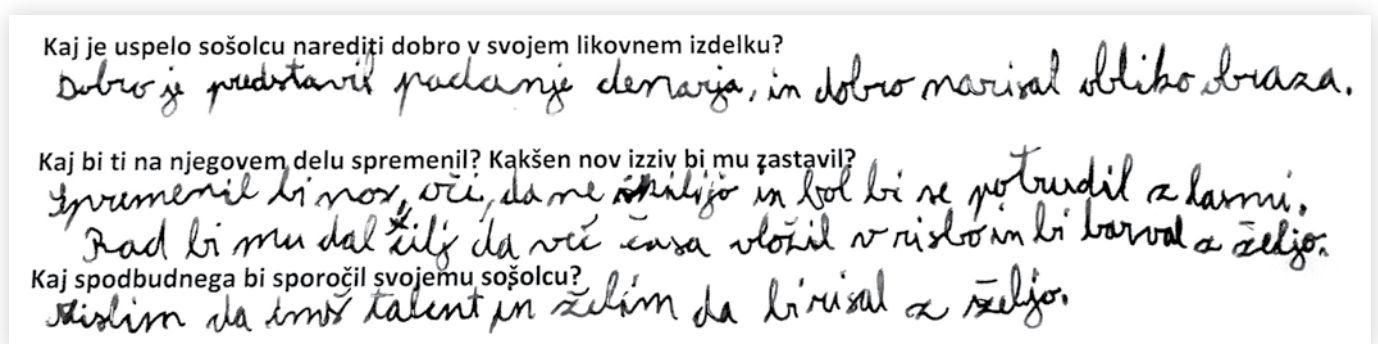 Kaj je uspelo sošolcu narediti dobro v svojem likovnem izdelku?
Dobro je predstavil padanje denarja, in dobro narisal obliko obraza.
Kaj bi ti na njegovem delu spremenil? Kakšen nov izziv bi mu zastavil?
Spremenil bi nos, oči, da ne škilijo in bol bi se potrudil z lasmi.
Rad bi mu dal cilj da več časa vložil v risbo in bi barval z željo.
Kaj spodbudnega bi sporočil svojemu sošolcu?
Mislim da imaš talent in želim da bi risal z željo.